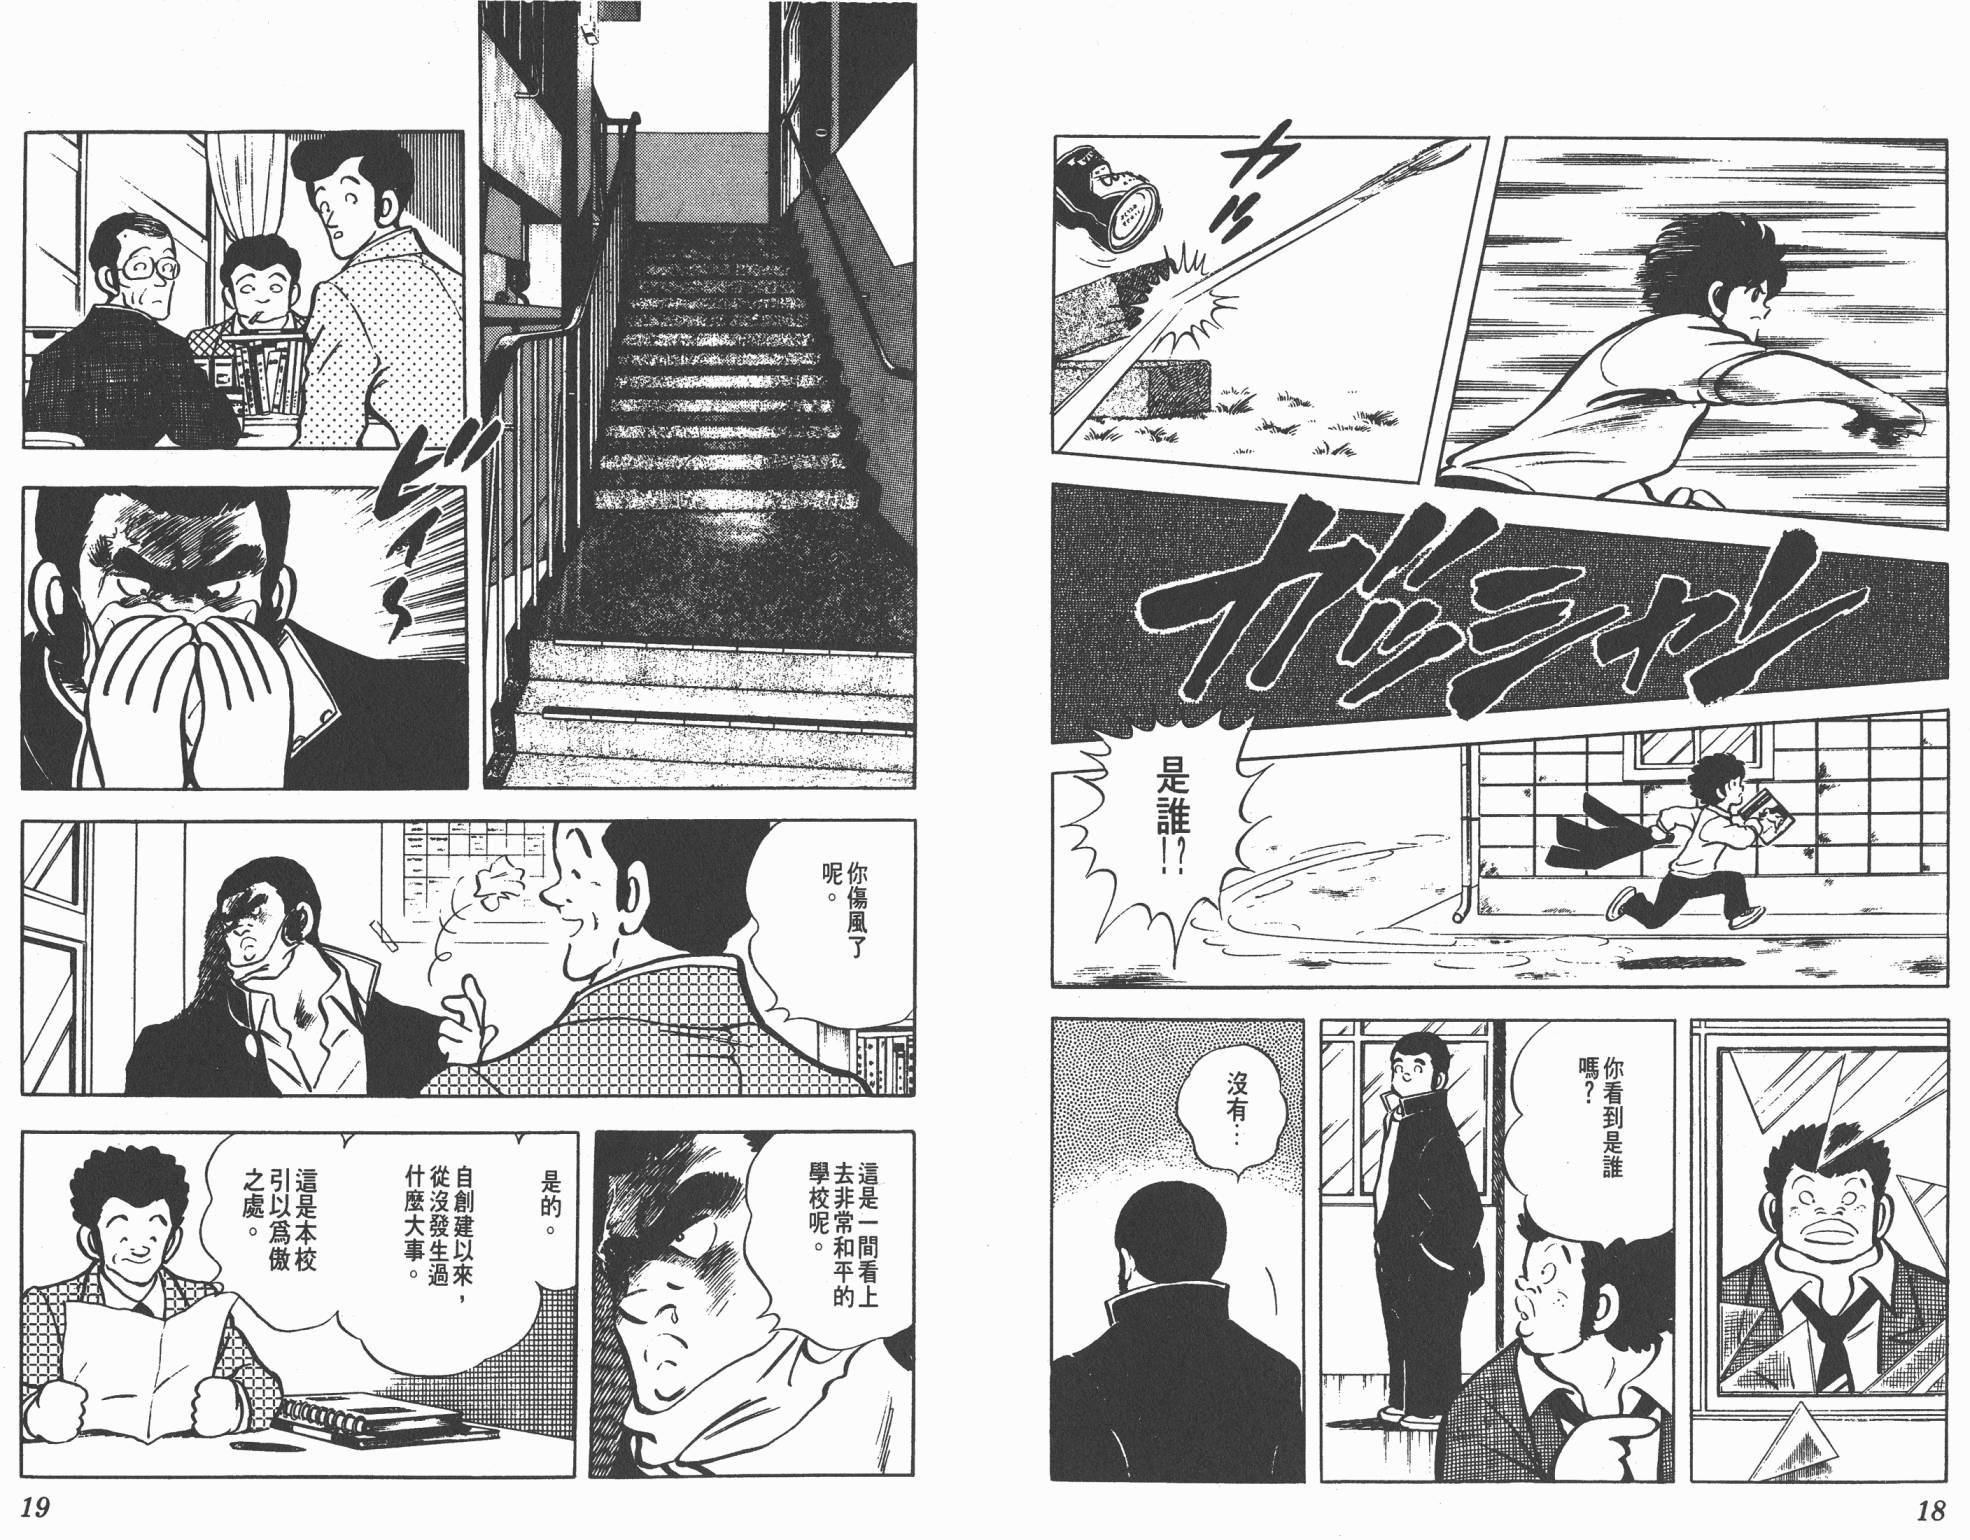 カッ
ガッシャン
是誰!?
你看到是誰
嗎?
沒有…
18
ビィ〜
你傷風了
呢。
這是一間看上
去非常和平的
學校呢。
是的。
自創建以來,
從沒發生過
什麼大事。
這是本校
引以爲傲
之處。
19